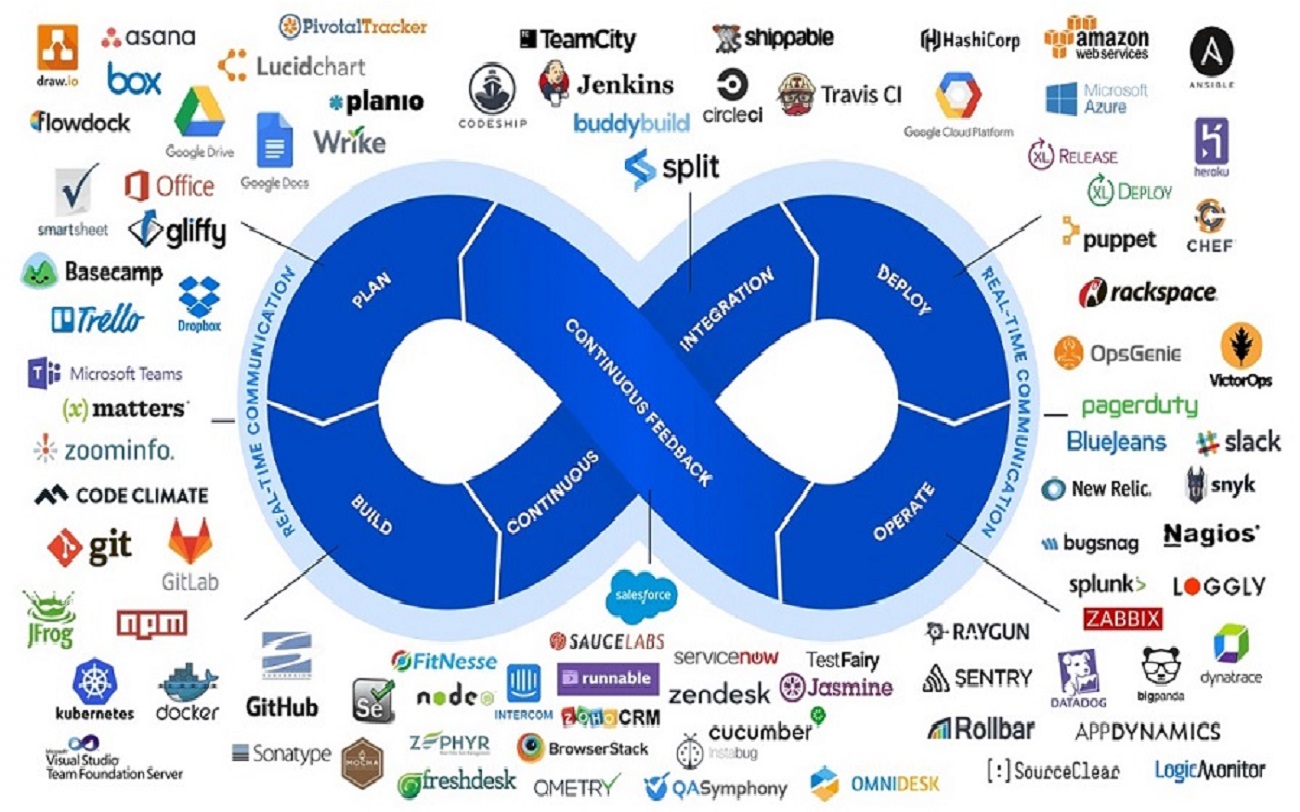 draw.io
asana
PivotalTracker
box
Lucidchart
planio
flowdock
Google Drive
Google Docs
Wrike
smartsheet
Office
gliffy
Basecamp
Trello
Dropbox
TeamCity
shippable
CODESHIP
Jenkins
circleci
Travis CI
buddybuild
split
HashiCorp
amazon
webservices
ANSIBLE
Google Cloud Platform
Microsoft
Azure
XL RELEASE
heroku
XL DEPLOY
puppet
CHEF
rackspace
PLAN
CONTINUOUS FEEDBACK
INTEGRATION
DEPLOY
REAL-TIME COMMUNICATION
REAL-TIME COMMUNICATION
BUILD
CONTINUOUS
OPERATE
Microsoft Teams
(x) matters
zoominfo.
CODE CLIMATE
git
GitLab
JFrog
npm
kubernetes
docker
SUBVERSION
GitHub
Visual Studio
Team Foundation Server
Sonatype
MOCHA
OpsGenie
VictorOps
pagerduty
BlueJeans
slack
New Relic.
snyk
bugsnag
Nagios
splunk>
LOGGLY
ZABBIX
salesforce
SAUCELABS
FitNesse
servicenow
TestFairy
Se
node
INTERCOM
runnable
zendesk
Jasmine
ZOHO CRM
ZEPHYR
BrowserStack
cucumber
instabug
freshdesk
QMETRY
QASymphony
OMNIDESK
RAYGUN
SENTRY
DATADOG
bigpanda
dynatrace
Rollbar
APPDYNAMICS
[:]SourceClear
LogicMonitor